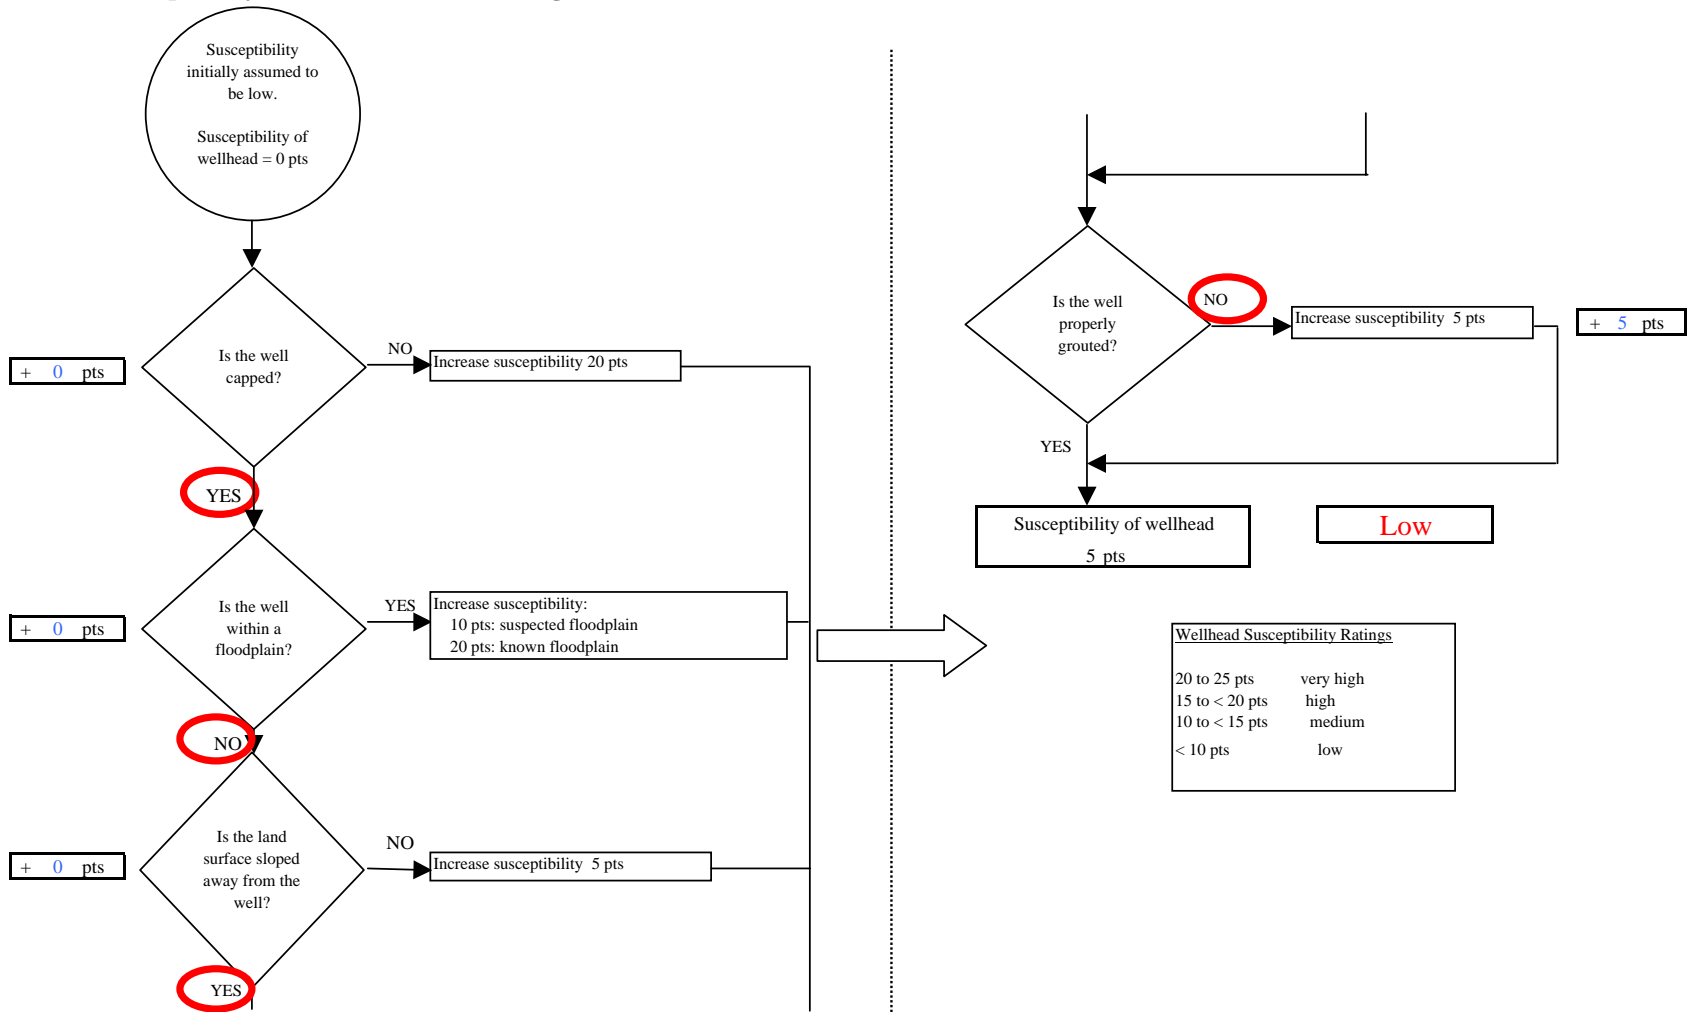 Susceptibility
initially assumed to
be low.
Susceptibility of
wellhead = 0 pts
Is the well
capped?
NO
Increase susceptibility 20 pts
+ 0 pts
YES
Is the well
within a
floodplain?
YES
Increase susceptibility:
10 pts: suspected floodplain
20 pts: known floodplain
+ 0 pts
NO
Is the land
surface sloped
away from the
well?
NO
Increase susceptibility 5 pts
+ 0 pts
YES
Is the well
properly
grouted?
NO
Increase susceptibility 5 pts
+ 5 pts
YES
Susceptibility of wellhead
5 pts
Low
Wellhead Susceptibility Ratings
20 to 25 pts very high
15 to < 20 pts high
10 to < 15 pts medium
< 10 pts low